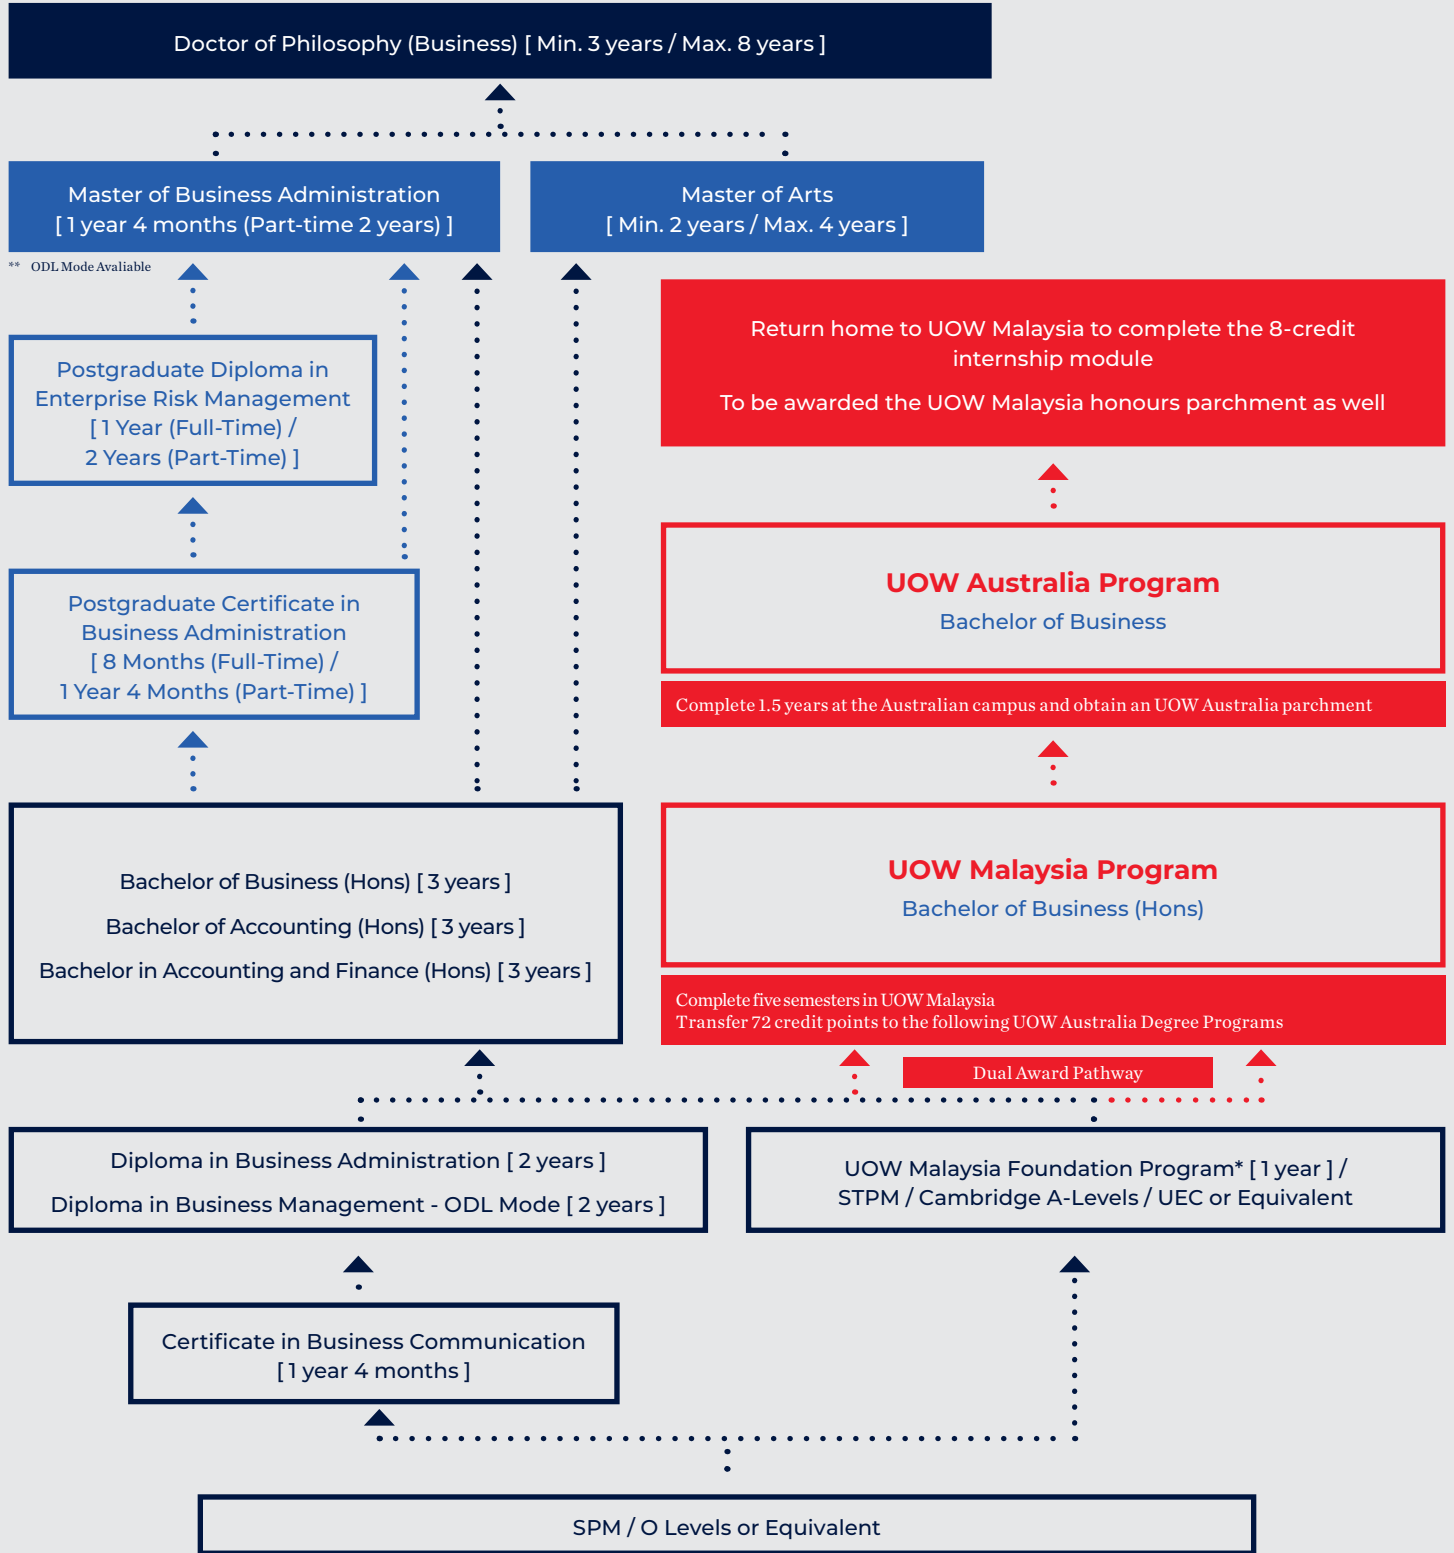 Doctor of Philosophy (Business) [ Min. 3 years / Max. 8 years ]
Master of Business Administration
[ 1 year 4 months (Part-time 2 years) ]
Master of Arts
[ Min. 2 years / Max. 4 years ]
** ODL Mode Avaliable
Postgraduate Diploma in
Enterprise Risk Management
[ 1 Year (Full-Time) /
2 Years (Part-Time) ]
Postgraduate Certificate in
Business Administration
[ 8 Months (Full-Time) /
1 Year 4 Months (Part-Time) ]
Return home to UOW Malaysia to complete the 8-credit
internship module
To be awarded the UOW Malaysia honours parchment as well
UOW Australia Program
Bachelor of Business
Complete 1.5 years at the Australian campus and obtain an UOW Australia parchment
Bachelor of Business (Hons) [ 3 years ]
Bachelor of Accounting (Hons) [ 3 years ]
Bachelor in Accounting and Finance (Hons) [ 3 years ]
UOW Malaysia Program
Bachelor of Business (Hons)
Complete five semesters in UOW Malaysia
Transfer 72 credit points to the following UOW Australia Degree Programs
Dual Award Pathway
Diploma in Business Administration [ 2 years ]
Diploma in Business Management - ODL Mode [ 2 years ]
UOW Malaysia Foundation Program* [ 1 year ] /
STPM / Cambridge A-Levels / UEC or Equivalent
Certificate in Business Communication
[ 1 year 4 months ]
SPM / O Levels or Equivalent